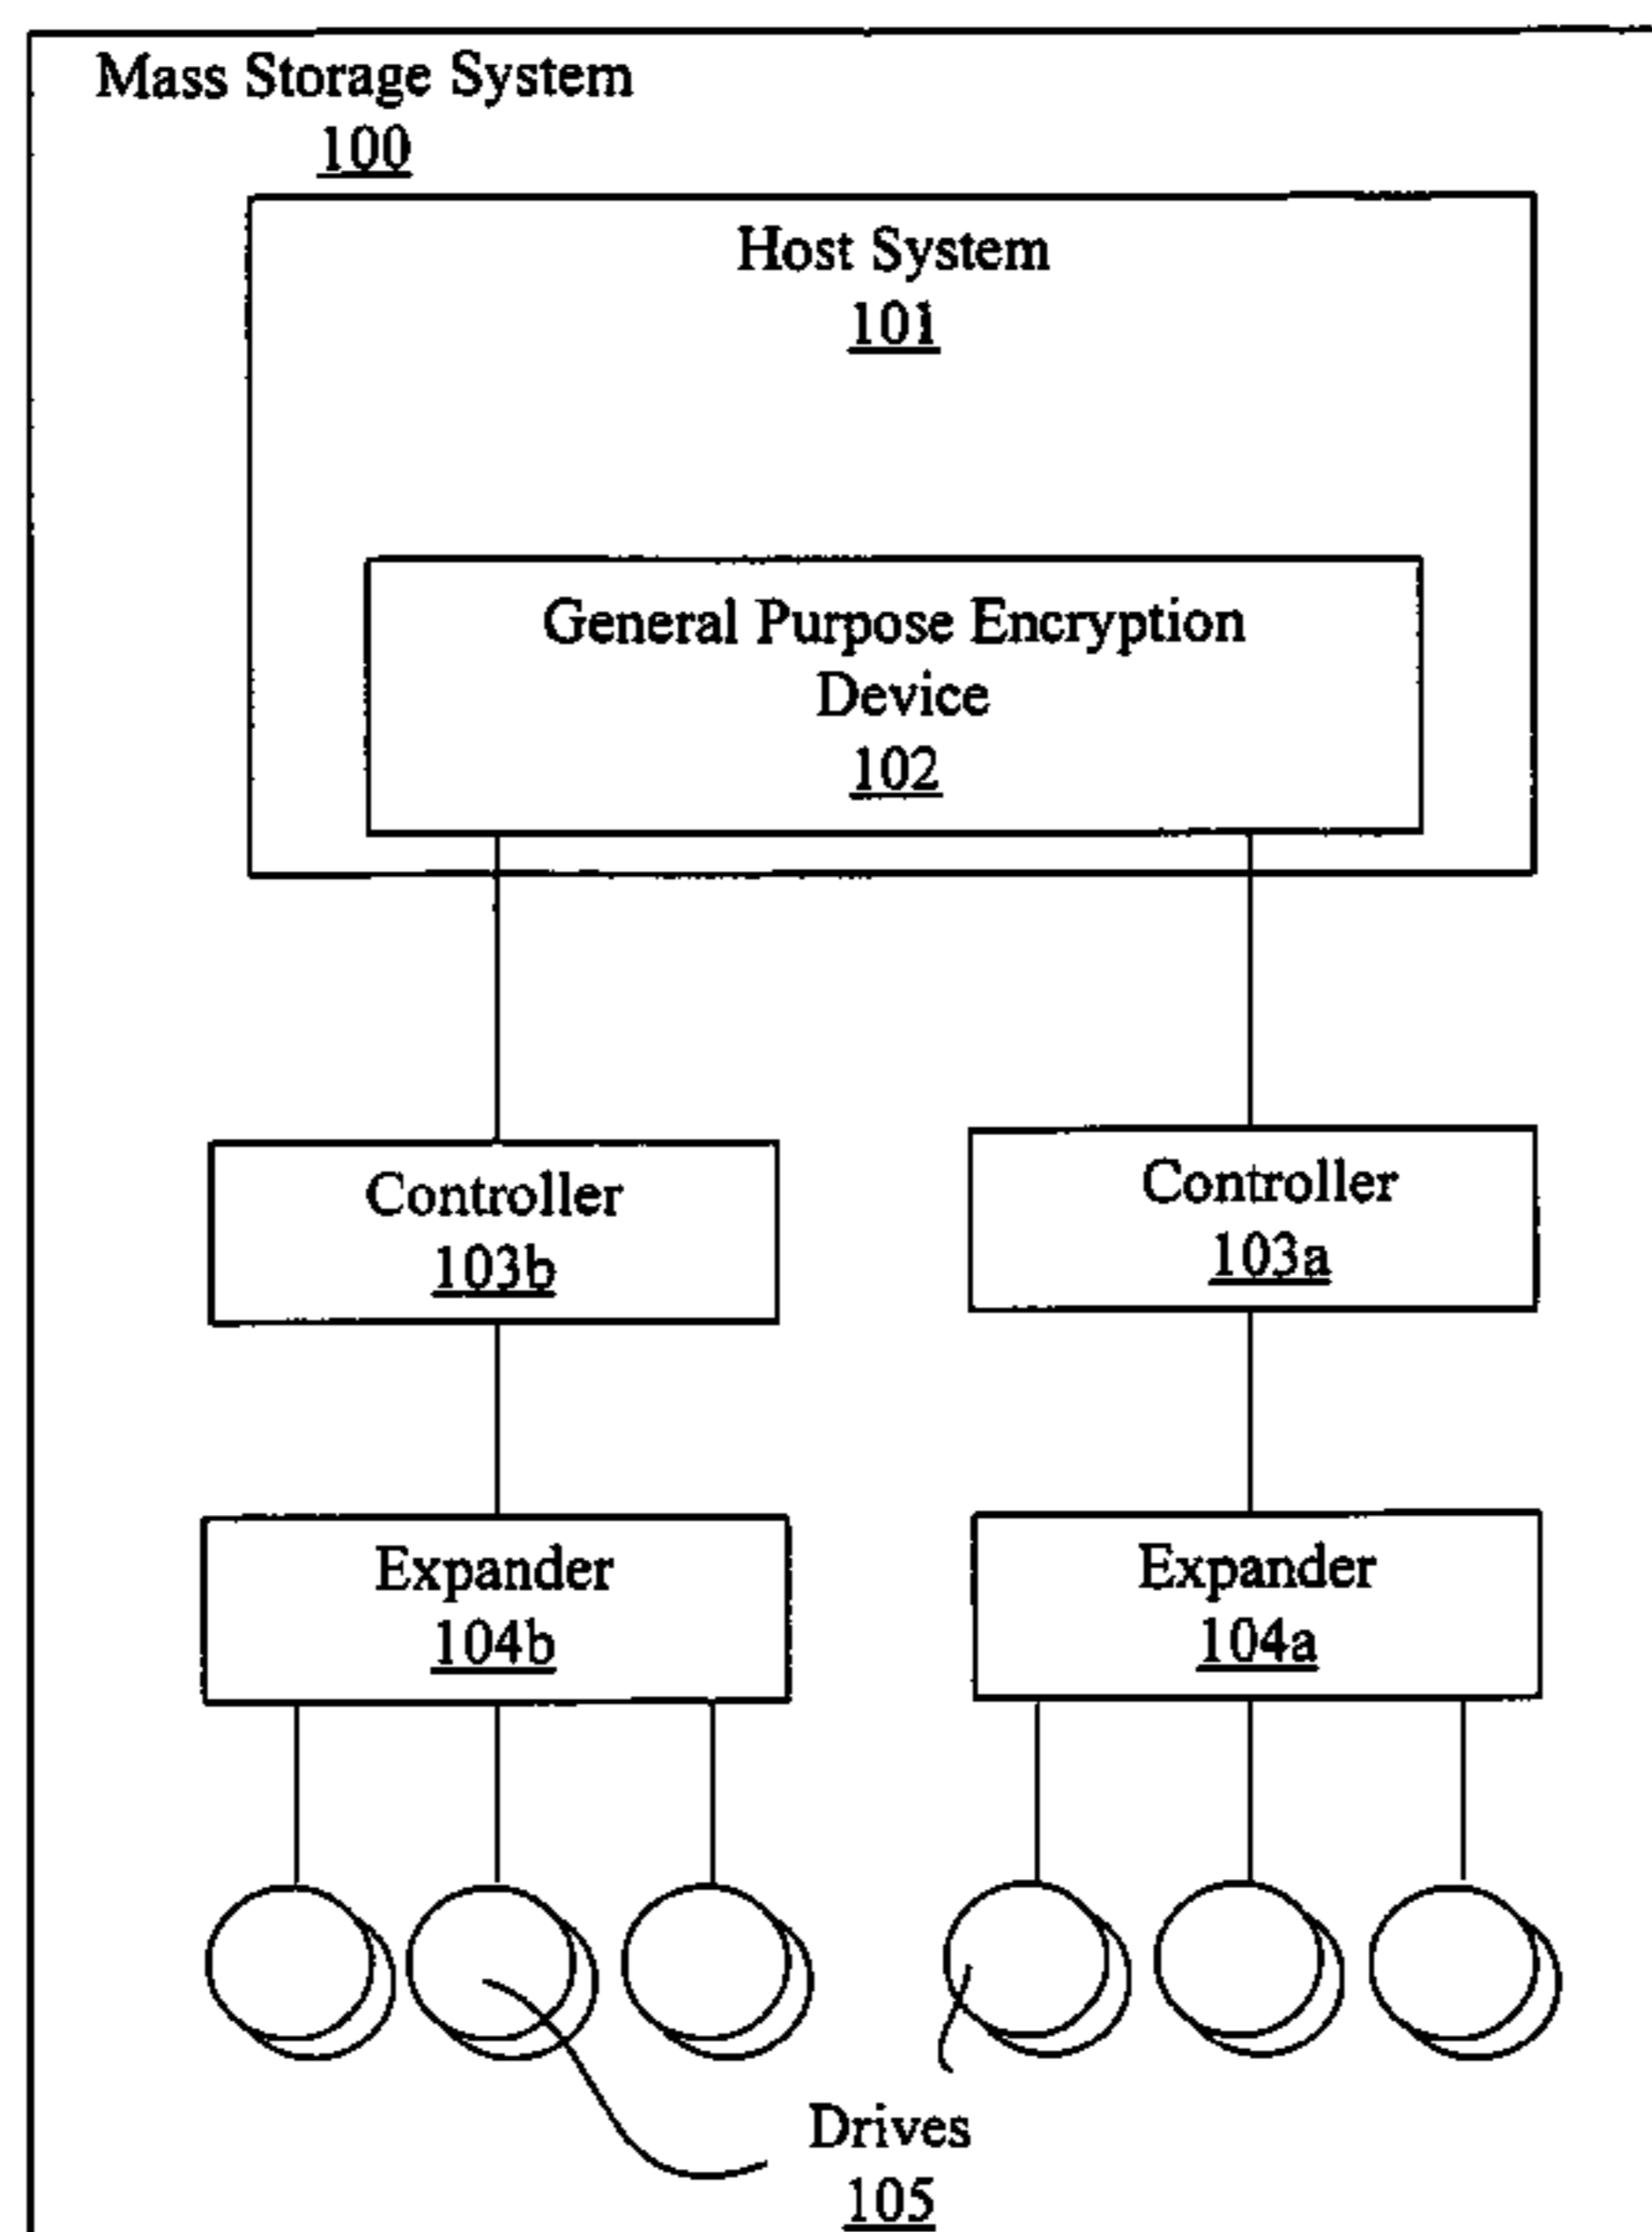 Mass Storage System
100
Host System
101
General Purpose Encryption
Device
102
Controller
103b
Controller
103a
Expander
104b
Expander
104a
Drives
105